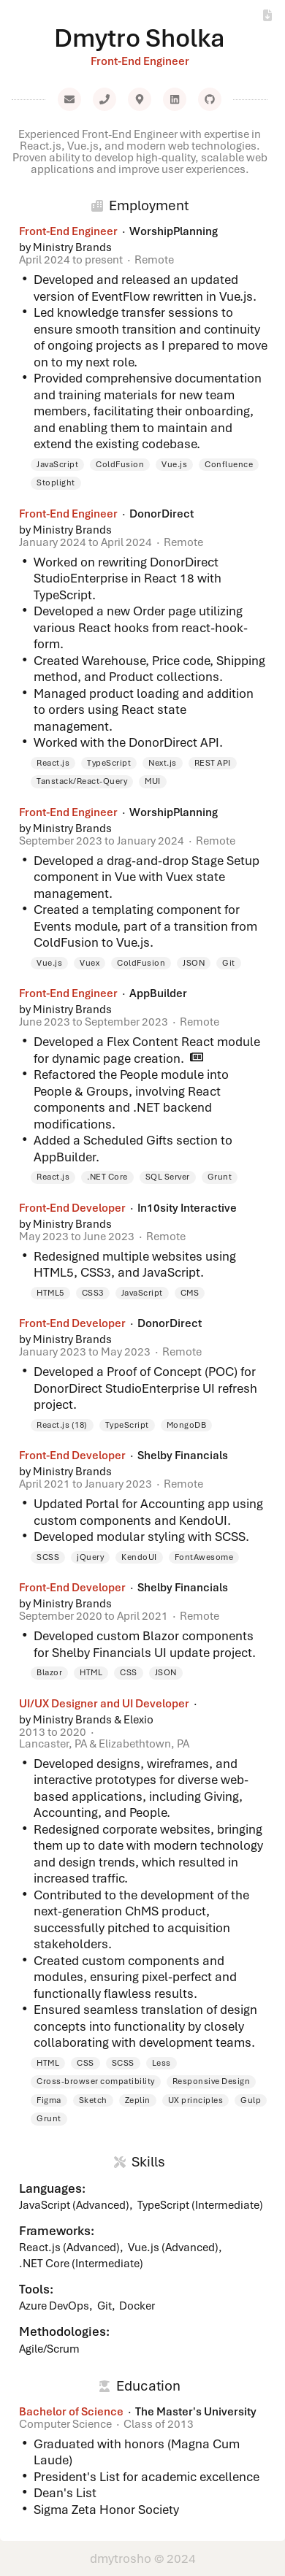 Dmytro Sholka
Front-End Engineer
Experienced Front-End Engineer with expertise in
React.js, Vue.js, and modern web technologies.
Proven ability to develop high-quality, scalable web
applications and improve user experiences.
Employment
Front-End Engineer · WorshipPlanning
by Ministry Brands
April 2024 to present · Remote
• Developed and released an updated
version of EventFlow rewritten in Vue.js.
• Led knowledge transfer sessions to
ensure smooth transition and continuity
of ongoing projects as I prepared to move
on to my next role.
• Provided comprehensive documentation
and training materials for new team
members, facilitating their onboarding,
and enabling them to maintain and
extend the existing codebase.
JavaScript ColdFusion Vue.js Confluence
Stoplight
Front-End Engineer · DonorDirect
by Ministry Brands
January 2024 to April 2024 · Remote
• Worked on rewriting DonorDirect
StudioEnterprise in React 18 with
TypeScript.
• Developed a new Order page utilizing
various React hooks from react-hook-
form.
• Created Warehouse, Price code, Shipping
method, and Product collections.
• Managed product loading and addition
to orders using React state
management.
• Worked with the DonorDirect API.
React.js TypeScript Next.js REST API
Tanstack/React-Query MUI
Front-End Engineer · WorshipPlanning
by Ministry Brands
September 2023 to January 2024 · Remote
• Developed a drag-and-drop Stage Setup
component in Vue with Vuex state
management.
• Created a templating component for
Events module, part of a transition from
ColdFusion to Vue.js.
Vue.js Vuex ColdFusion JSON Git
Front-End Engineer · AppBuilder
by Ministry Brands
June 2023 to September 2023 · Remote
• Developed a Flex Content React module
for dynamic page creation.
• Refactored the People module into
People & Groups, involving React
components and .NET backend
modifications.
• Added a Scheduled Gifts section to
AppBuilder.
React.js .NET Core SQL Server Grunt
Front-End Developer · In10sity Interactive
by Ministry Brands
May 2023 to June 2023 · Remote
• Redesigned multiple websites using
HTML5, CSS3, and JavaScript.
HTML5 CSS3 JavaScript CMS
Front-End Developer · DonorDirect
by Ministry Brands
January 2023 to May 2023 · Remote
• Developed a Proof of Concept (POC) for
DonorDirect StudioEnterprise UI refresh
project.
React.js (18) TypeScript MongoDB
Front-End Developer · Shelby Financials
by Ministry Brands
April 2021 to January 2023 · Remote
• Updated Portal for Accounting app using
custom components and KendoUI.
• Developed modular styling with SCSS.
SCSS jQuery KendoUI FontAwesome
Front-End Developer · Shelby Financials
by Ministry Brands
September 2020 to April 2021 · Remote
• Developed custom Blazor components
for Shelby Financials UI update project.
Blazor HTML CSS JSON
UI/UX Designer and UI Developer ·
by Ministry Brands & Elexio
2013 to 2020 ·
Lancaster, PA & Elizabethtown, PA
• Developed designs, wireframes, and
interactive prototypes for diverse web-
based applications, including Giving,
Accounting, and People.
• Redesigned corporate websites, bringing
them up to date with modern technology
and design trends, which resulted in
increased traffic.
• Contributed to the development of the
next-generation ChMS product,
successfully pitched to acquisition
stakeholders.
• Created custom components and
modules, ensuring pixel-perfect and
functionally flawless results.
• Ensured seamless translation of design
concepts into functionality by closely
collaborating with development teams.
HTML CSS SCSS Less
Cross-browser compatibility Responsive Design
Figma Sketch Zeplin UX principles Gulp
Grunt
Skills
Languages:
JavaScript (Advanced), TypeScript (Intermediate)
Frameworks:
React.js (Advanced), Vue.js (Advanced),
.NET Core (Intermediate)
Tools:
Azure DevOps, Git, Docker
Methodologies:
Agile/Scrum
Education
Bachelor of Science · The Master's University
Computer Science · Class of 2013
• Graduated with honors (Magna Cum
Laude)
• President's List for academic excellence
• Dean's List
• Sigma Zeta Honor Society
dmytrosho © 2024